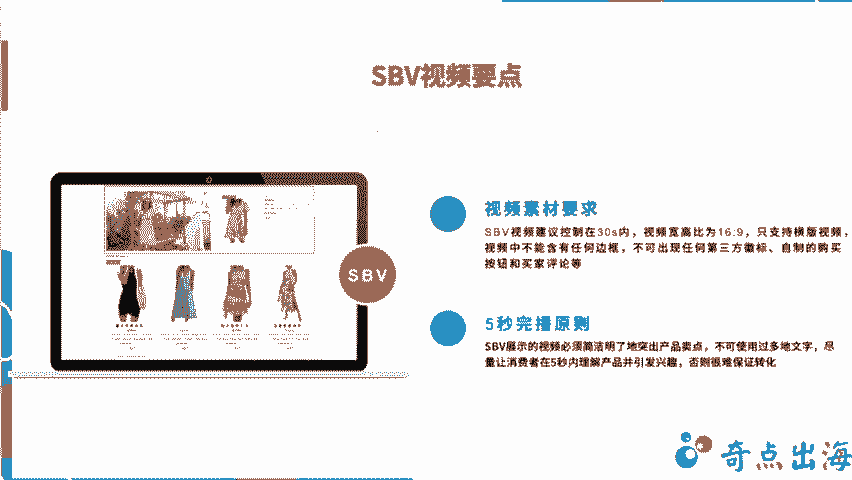 SBV视频要点
SBV
视频素材要求
SBV视频建议控制在30s内，视频宽高比为16:9，只支持横版视频，
视频中不能含有任何边框，不可出现任何第三方徽标、自制的购买
按钮和买家评论等
5秒完播原则
SBV展示的视频必须简洁明了地突出产品卖点，不可使用过多地文字，尽
量让消费者在5秒内理解产品并引发兴趣，否则很难保证转化
奇点出海